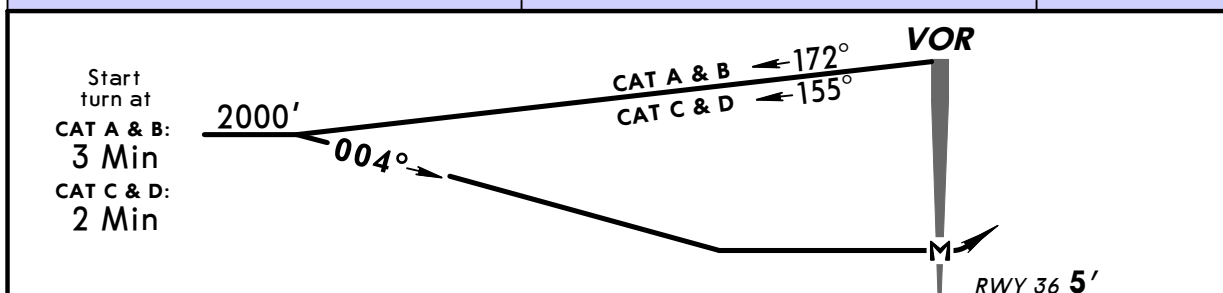 VOR
Start
turn at
CAT A & B:
3 Min
CAT C & D:
2 Min
2000'
CAT A & B 172°
CAT C & D 155°
004°
M
RWY 36 5'